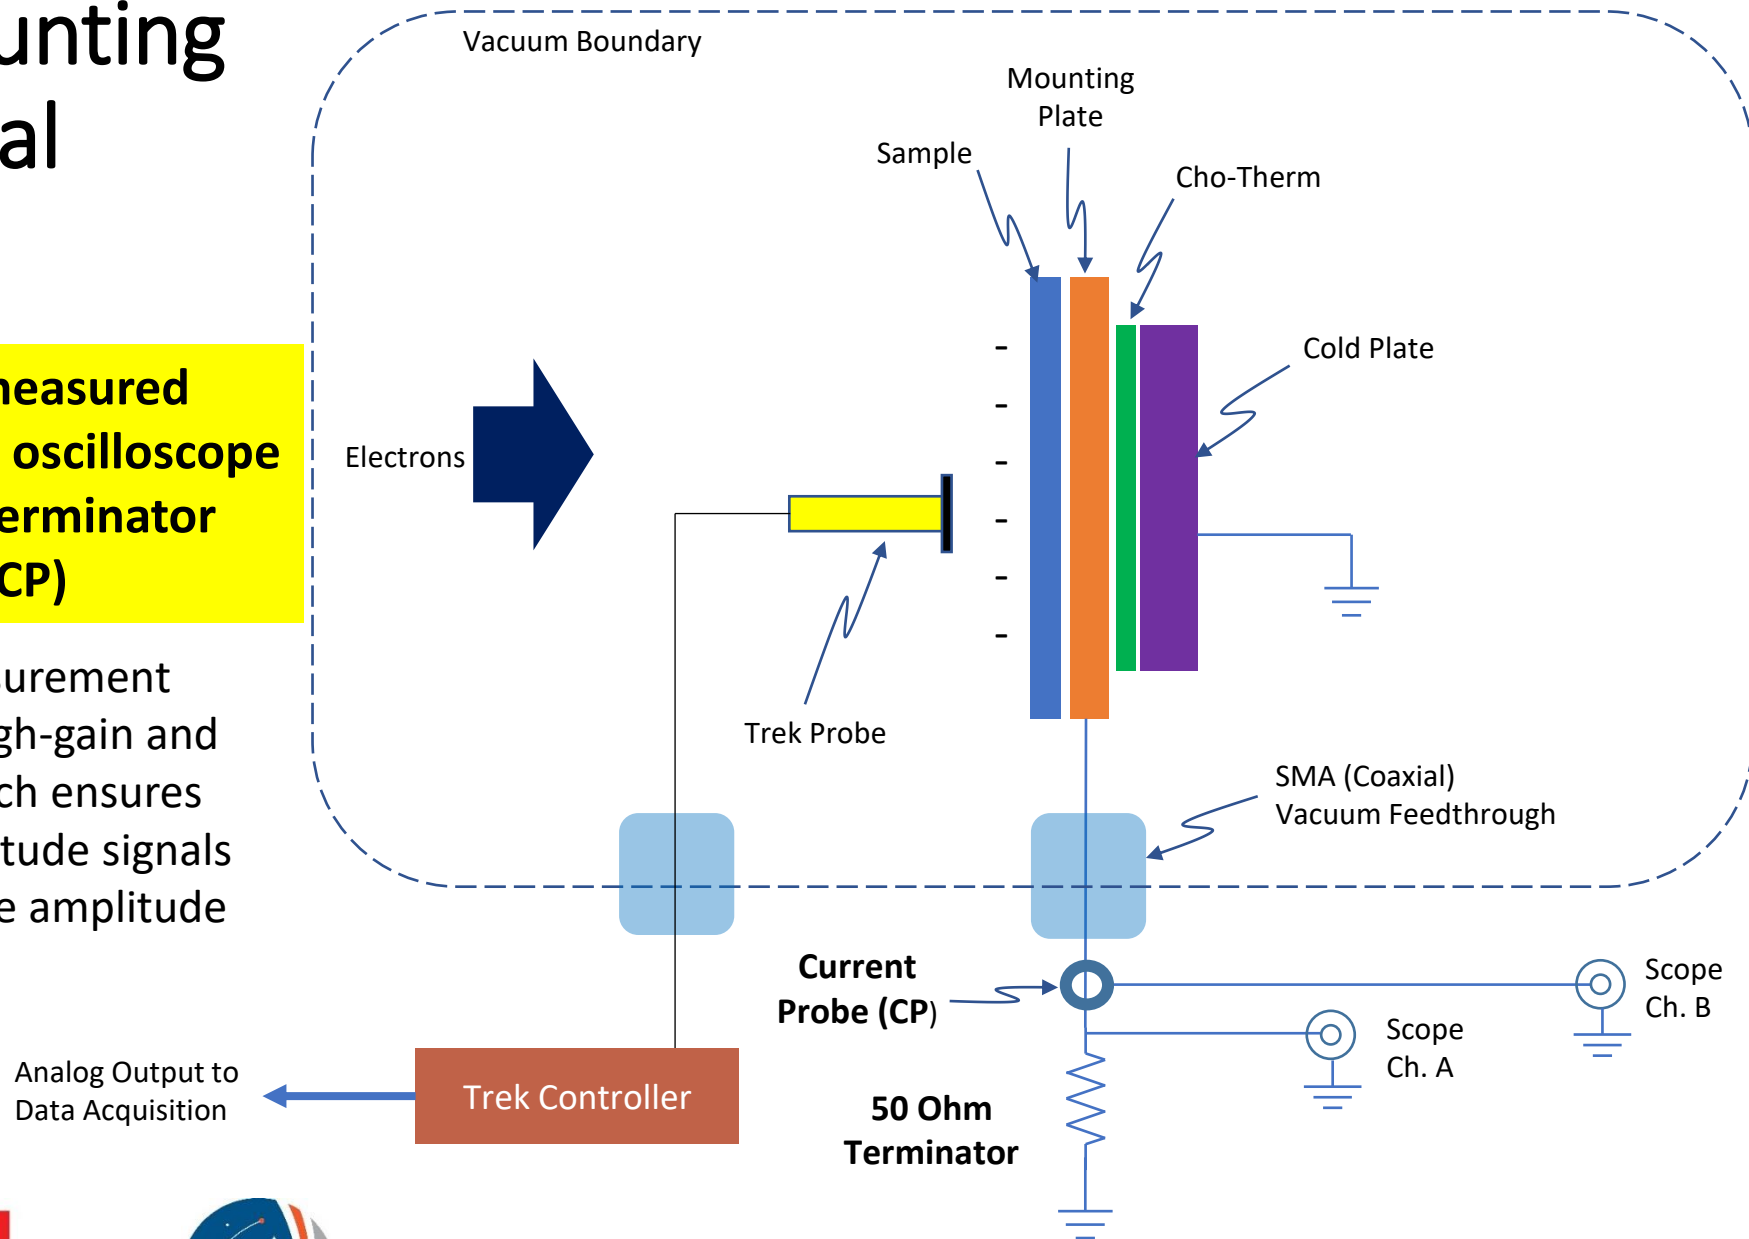 unting
al
measured
oscilloscope
erminator
CP)
surement
gh-gain and
ch ensures
tude signals
e amplitude
Vacuum Boundary
Mounting
Plate
Sample
Cho-Therm
Cold Plate
Electrons
Trek Probe
SMA (Coaxial)
Vacuum Feedthrough
Current
Probe (CP)
Scope
Ch. B
Scope
Ch. A
50 Ohm
Terminator
Trek Controller
Analog Output to
Data Acquisition